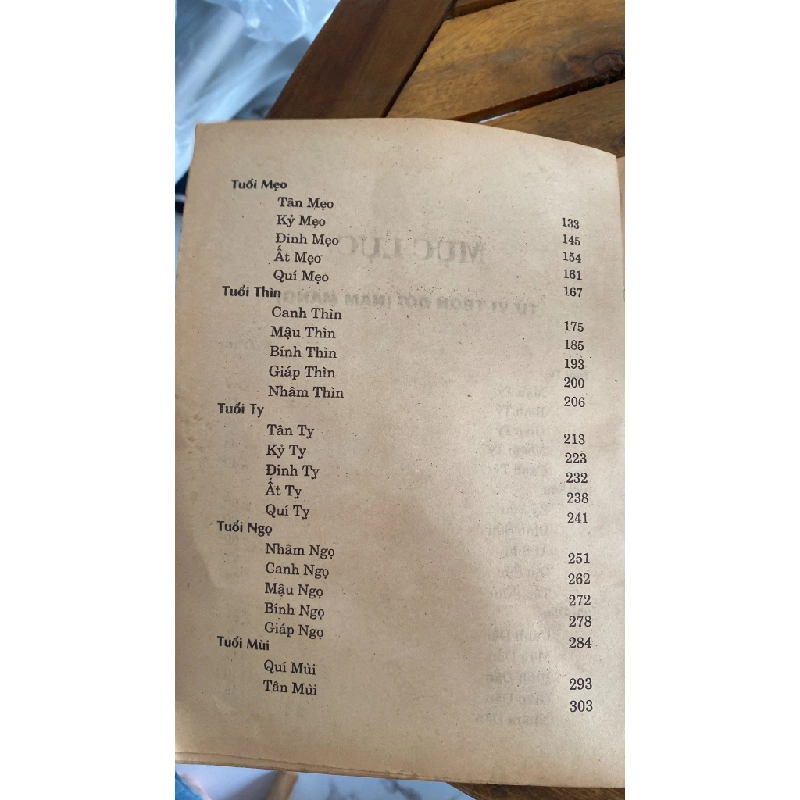 Tuổi Mẹo
Tân Mẹo 133
Kỷ Mẹo 145
Đinh Mẹo 154
Ất Mẹo 161
Quí Mẹo 167
Tuổi Thìn
Canh Thìn 175
Mậu Thìn 185
Bính Thìn 193
Giáp Thìn 200
Nhâm Thìn 206
Tuổi Tỵ
Tân Tỵ 213
Kỷ Tỵ 223
Đinh Tỵ 232
Ất Tỵ 238
Quí Tỵ 241
Tuổi Ngọ
Nhâm Ngọ 251
Canh Ngọ 262
Mậu Ngọ 272
Bính Ngọ 278
Giáp Ngọ 284
Tuổi Mùi
Quí Mùi 293
Tân Mùi 303